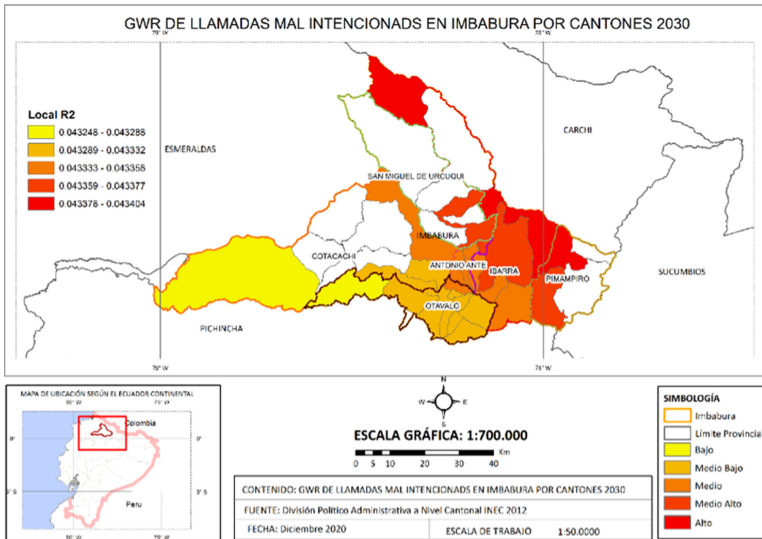 GWR DE LLAMADAS MAL INTENCIONADS EN IMBABURA POR CANTONES 2030
78° W
Local R2
0.043248 - 0.043288
0.043289 - 0.043332
0.043333 - 0.043358
0.043359 - 0.043377
0.043378 - 0.043404
ESMERALDAS
CARCHI
SAN MIGUEL DE URCUQUI
IMBABURA
COTACACHI
ANTONIO ANTE
IBARRA
PIMAMPIRO
SUCUMBIOS
OTAVALO
PICHINCHA
MAPA DE UBICACIÓN SEGÚN EL ECUADOR CONTINENTAL
Colombia
Peru
N
W E
S
ESCALA GRÁFICA: 1:700.000
Km
0 5 10 20 30 40
CONTENIDO: GWR DE LLAMADAS MAL INTENCIONADS EN IMBABURA POR CANTONES 2030
FUENTE: División Político Administrativa a Nivel Cantonal INEC 2012
FECHA: Diciembre 2020
ESCALA DE TRABAJO 1:50.0000
SIMBOLOGÍA
Imbabura
Límite Provincial
Bajo
Medio Bajo
Medio
Medio Alto
Alto